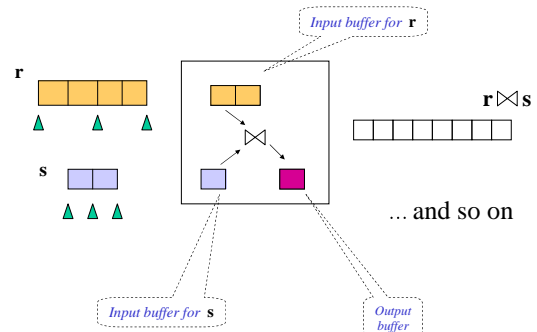 Input buffer for r
r
r ⋈ s
s
... and so on
Input buffer for s
Output
buffer